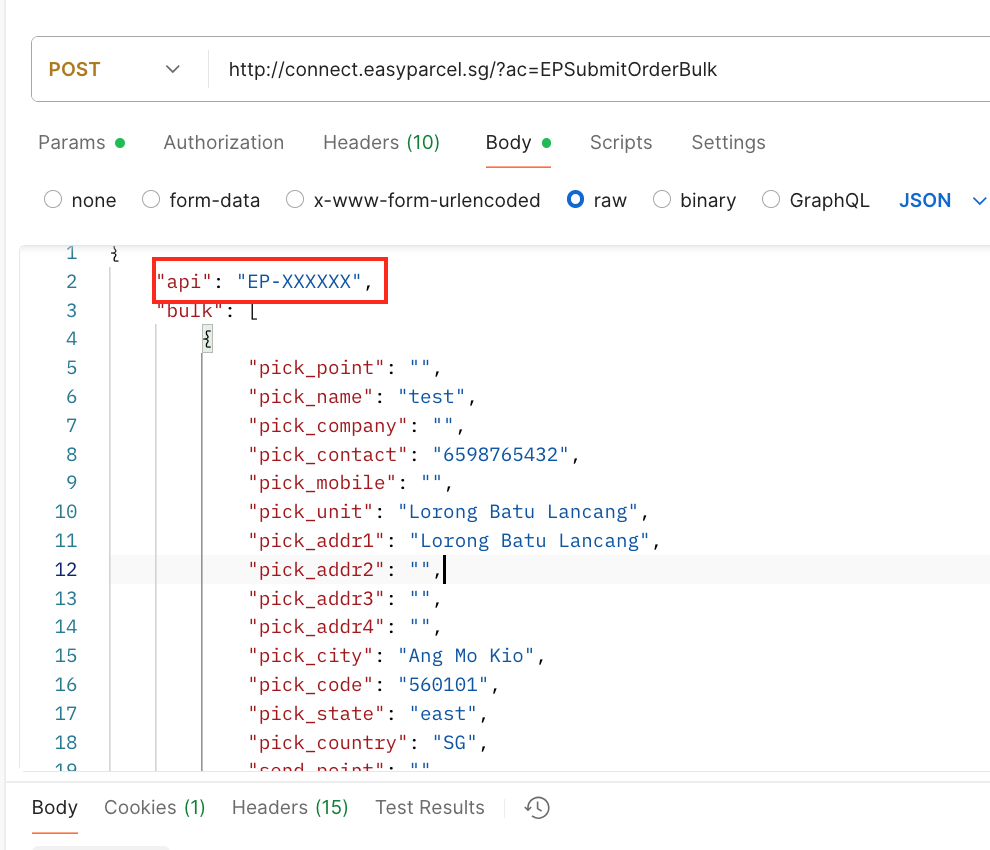 POST http://connect.easyparcel.sg/?ac=EPSubmitOrderBulk
Params Authorization Headers (10) Body Scripts Settings
none form-data x-www-form-urlencoded raw binary GraphQL JSON
1 {
2 "api": "EP-XXXXXX",
3 "bulk": [
4 {
5 "pick_point": "",
6 "pick_name": "test",
7 "pick_company": "",
8 "pick_contact": "6598765432",
9 "pick_mobile": "",
10 "pick_unit": "Lorong Batu Lancang",
11 "pick_addr1": "Lorong Batu Lancang",
12 "pick_addr2": "",
13 "pick_addr3": "",
14 "pick_addr4": "",
15 "pick_city": "Ang Mo Kio",
16 "pick_code": "560101",
17 "pick_state": "east",
18 "pick_country": "SG",
19 "send_point": ""
Body Cookies (1) Headers (15) Test Results